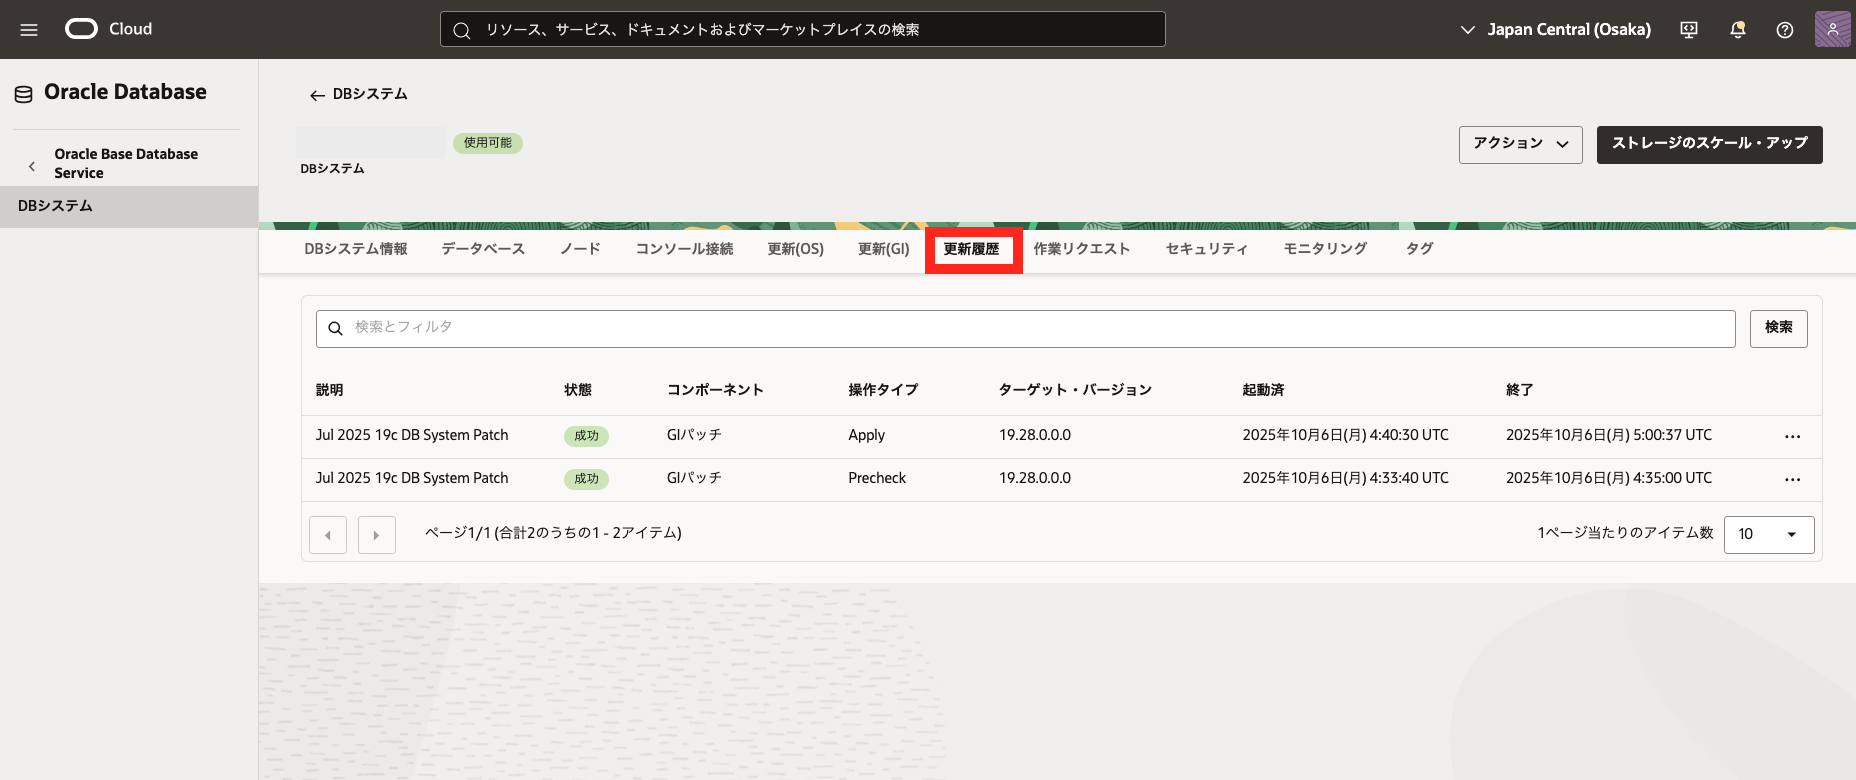 Cloud
リソース、サービス、ドキュメントおよびマーケットプレイスの検索
Japan Central (Osaka)
Oracle Database
Oracle Base Database
Service
DBシステム
DBシステム
使用可能
DBシステム
アクション
ストレージのスケール・アップ
DBシステム情報 データベース ノード コンソール接続 更新(OS) 更新(GI) 更新履歴 作業リクエスト セキュリティ モニタリング タグ
検索とフィルタ
検索
説明 状態 コンポーネント 操作タイプ ターゲット・バージョン 起動済 終了
Jul 2025 19c DB System Patch 成功 GIパッチ Apply 19.28.0.0.0 2025年10月6日(月) 4:40:30 UTC 2025年10月6日(月) 5:00:37 UTC
Jul 2025 19c DB System Patch 成功 GIパッチ Precheck 19.28.0.0.0 2025年10月6日(月) 4:33:40 UTC 2025年10月6日(月) 4:35:00 UTC
ページ1/1 (合計2のうちの1 - 2アイテム)
1ページ当たりのアイテム数 10